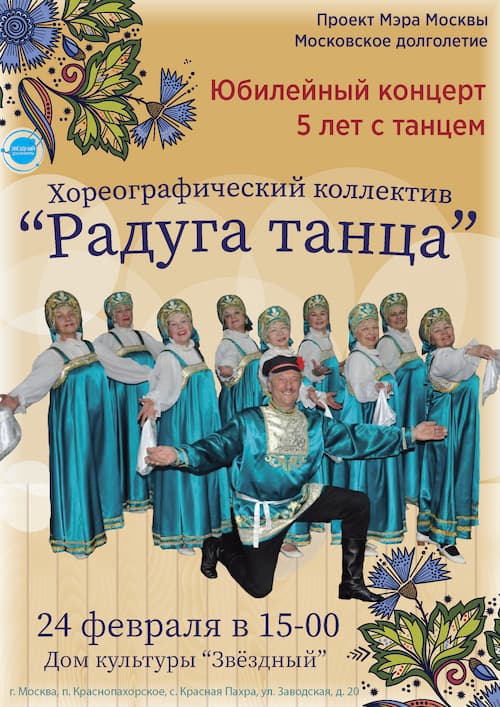 Проект Мэра Москвы
Московское долголетие
Юбилейный концерт
5 лет с танцем
ЗВЁЗДНЫЙ
Хореографический коллектив
“Радуга танца”
24 февраля в 15-00
Дом культуры “Звёздный”
г. Москва, п. Краснопахорское, с. Красная Пахра, ул. Заводская, д. 20